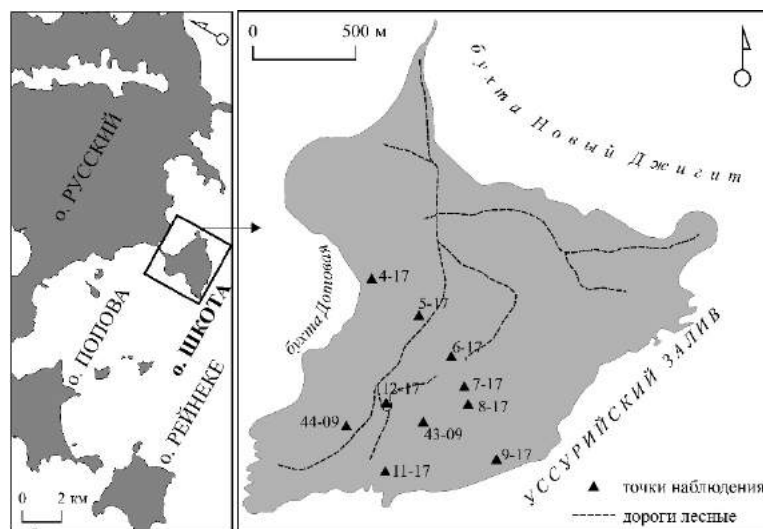 о. РУССКИЙ
о. ШКОТА
о. ПОПОВА
о. РЕЙНЕКЕ
0 2 км
0 500 м
бухта Новый Джигит
бухта Дотовая
4-17
5-17
6-17
12-17
7-17
8-17
44-09
43-09
9-17
11-17
УССУРИЙСКИЙ ЗАЛИВ
точки наблюдения
дороги лесные